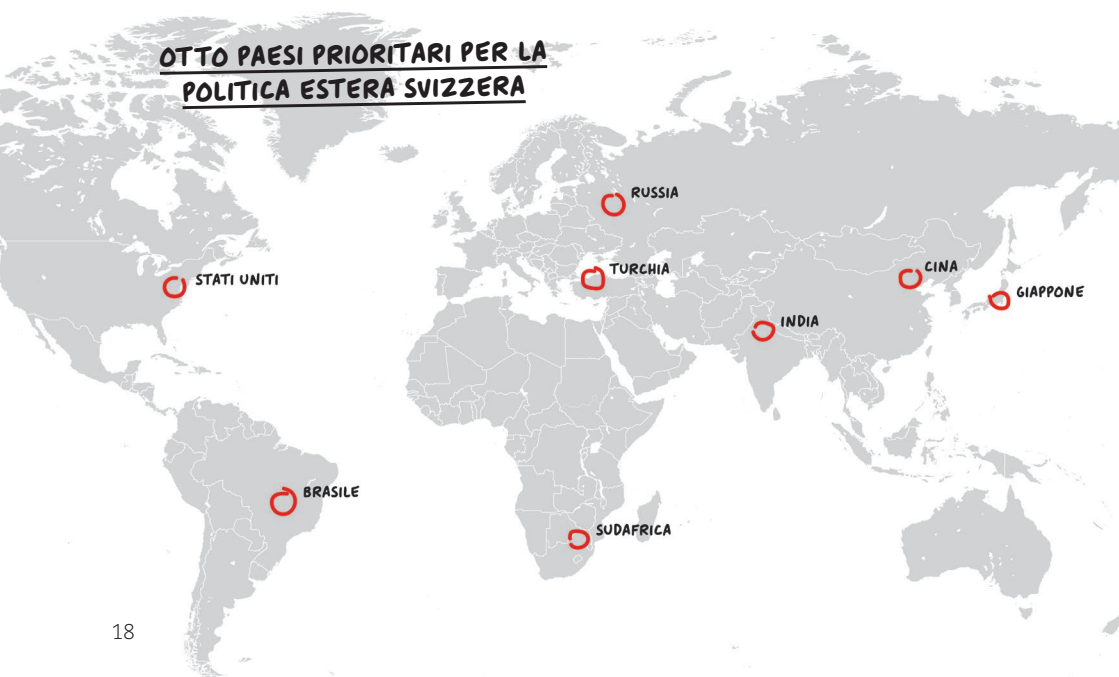 OTTO PAESI PRIORITARI PER LA
POLITICA ESTERA SVIZZERA
RUSSIA
STATI UNITI
TURCHIA
CINA
GIAPPONE
INDIA
BRASILE
SUDAFRICA
18